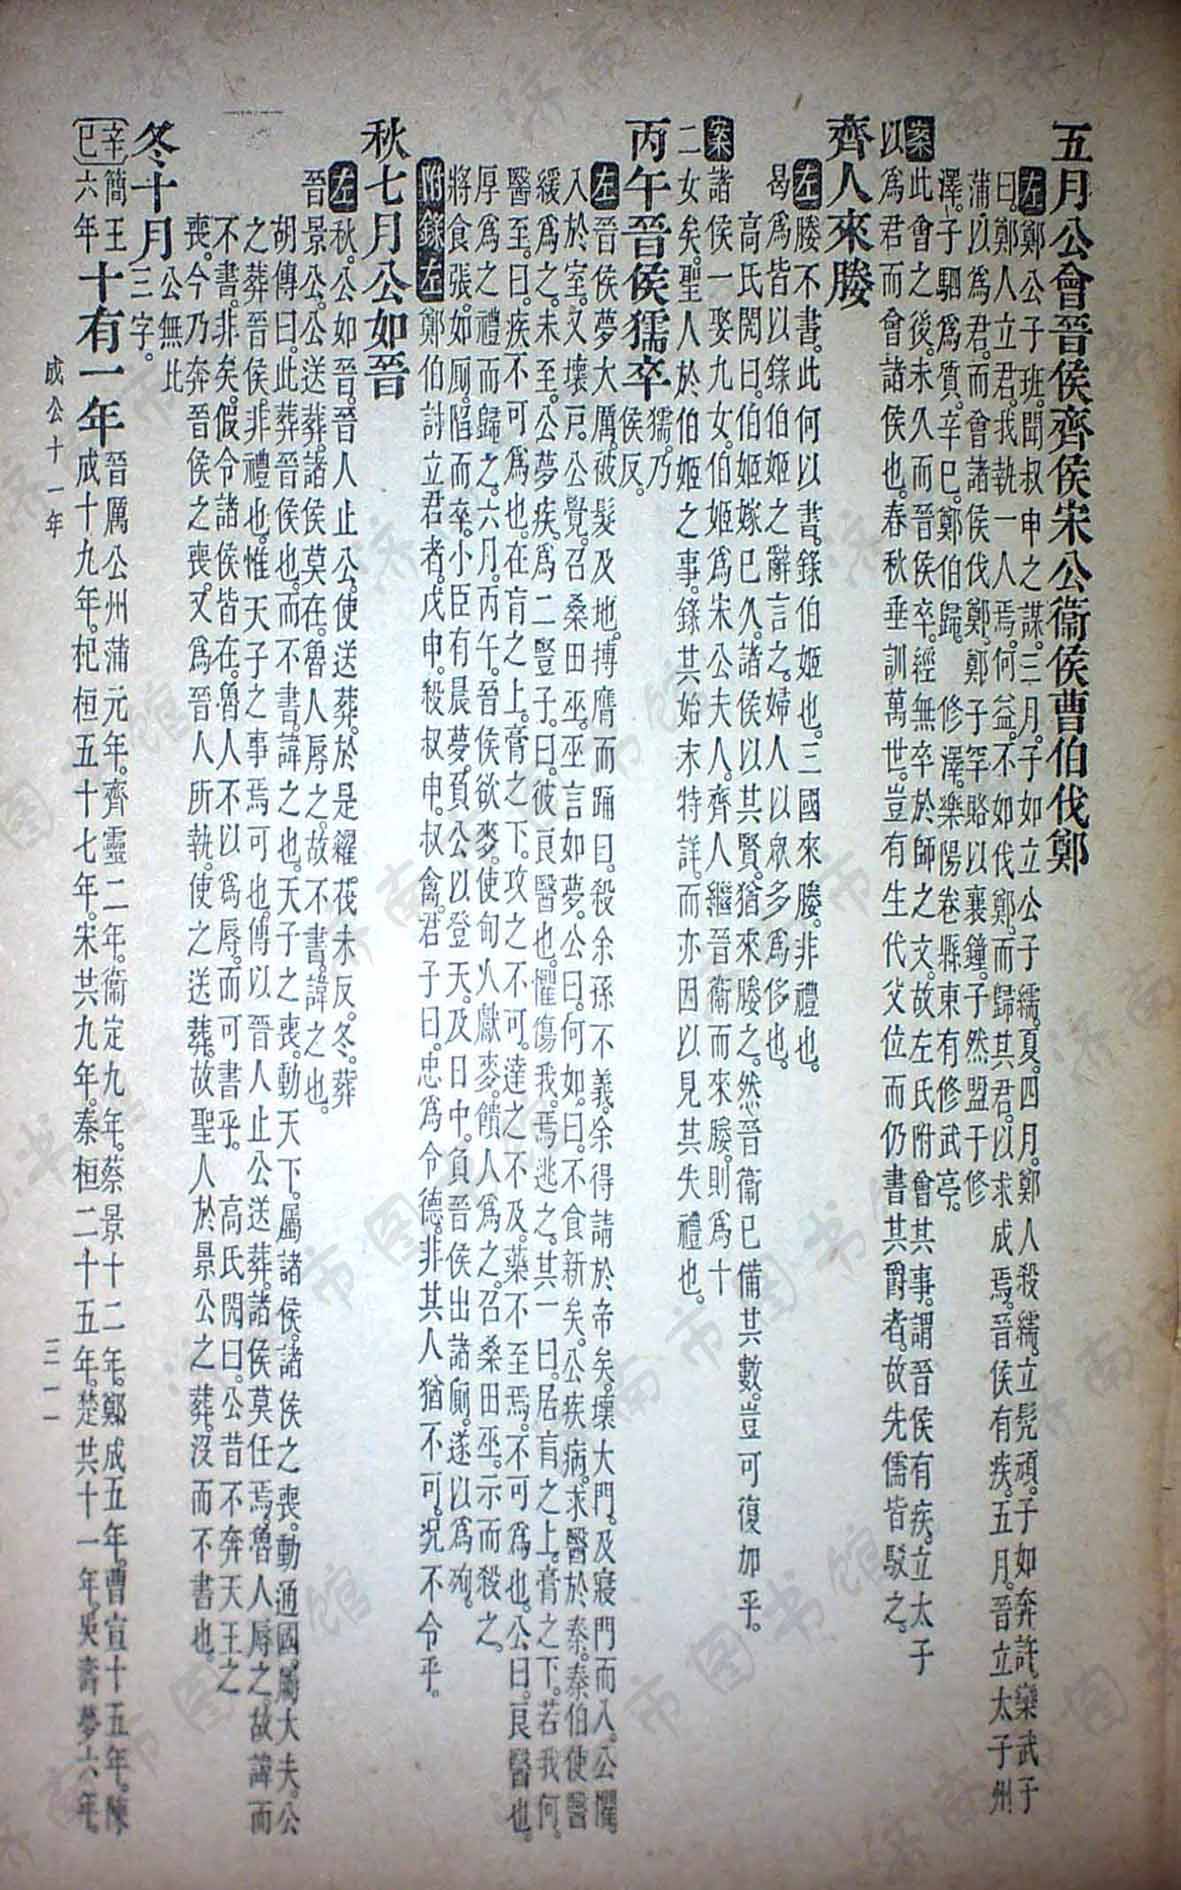 五月公會晉侯齊侯宋公衞侯曹伯伐鄭
左鄭公子班聞叔申之謀三月子如立公子繻夏四月鄭人殺繻立髡頑子如奔許欒武子
曰鄭人立君我執一人焉何益不如伐鄭而歸其君以求成焉晉侯有疾五月晉立太子州
蒲以爲君而會諸侯伐鄭鄭子罕賂以襄鐘子然盟于修
澤子駟爲質辛巳鄭伯歸 修澤滎陽卷縣東有修武亭
案此會之後未久而晉侯卒經無卒於師之文故左氏附會其事謂晉侯有疾立太子
以爲君而會諸侯也春秋垂訓萬世豈有生代父位而仍書其爵者故先儒皆駁之
齊人來媵
左媵不書此何以書錄伯姬也三國來媵非禮也
曷爲皆以錄伯姬之辭言之婦人以眾多爲侈也
高氏閌曰伯姬嫁已久諸侯以其賢猶來媵之然晉衞已備其數豈可復加乎
案諸侯一娶九女伯姬爲宋公夫人齊人繼晉衞而來媵則爲十
二女矣聖人於伯姬之事錄其始末特詳而亦因以見其失禮也
丙午晉侯獳卒 獳乃侯反
左晉侯夢大厲被髮及地搏膺而踊曰殺余孫不義余得請於帝矣壞大門及寢門而入公懼
入於室又壞戸公覺召桑田巫巫言如夢公曰何如曰不食新矣公疾病求醫於秦秦伯使醫
緩爲之未至公夢疾爲二豎子曰彼良醫也懼傷我焉逃之其一曰居肓之上膏之下若我何
醫至曰疾不可爲也在肓之上膏之下攻之不可達之不及藥不至焉不可爲也公曰良醫也
厚爲之禮而歸之六月丙午晉侯欲麥使甸人獻麥饋人爲之召桑田巫示而殺之
將食張如厠陷而卒小臣有晨夢負公以登天及日中負晉侯出諸廁遂以爲殉
附錄左鄭伯討立君者戊申殺叔申叔禽君子曰忠爲令德非其人猶不可況不令乎
秋七月公如晉
左秋公如晉晉人止公使送葬於是糴茷未反冬葬
晉景公公送葬諸侯莫在魯人辱之故不書諱之也
胡傳曰此葬晉侯也而不書諱之也天子之喪動天下屬諸侯諸侯之喪動通國屬大夫公
之葬晉侯非禮也惟天子之事焉可也傳以晉人止公送葬諸侯莫任焉魯人辱之故諱而
不書非矣假令諸侯皆在魯人不以爲辱而可書乎 高氏閌曰公昔不奔天王之
喪今乃奔晉侯之喪又爲晉人所執使之送葬故聖人於景公之葬沒而不書也
冬十月 公無此三字
辛巳 簡王六年 十有一年 晉厲公州蒲元年齊靈二年衞定九年蔡景十二年鄭成五年曹宣十五年陳
成十九年杞桓五十七年宋共九年秦桓二十五年楚共十一年吳壽夢六年
成公十一年
三一一